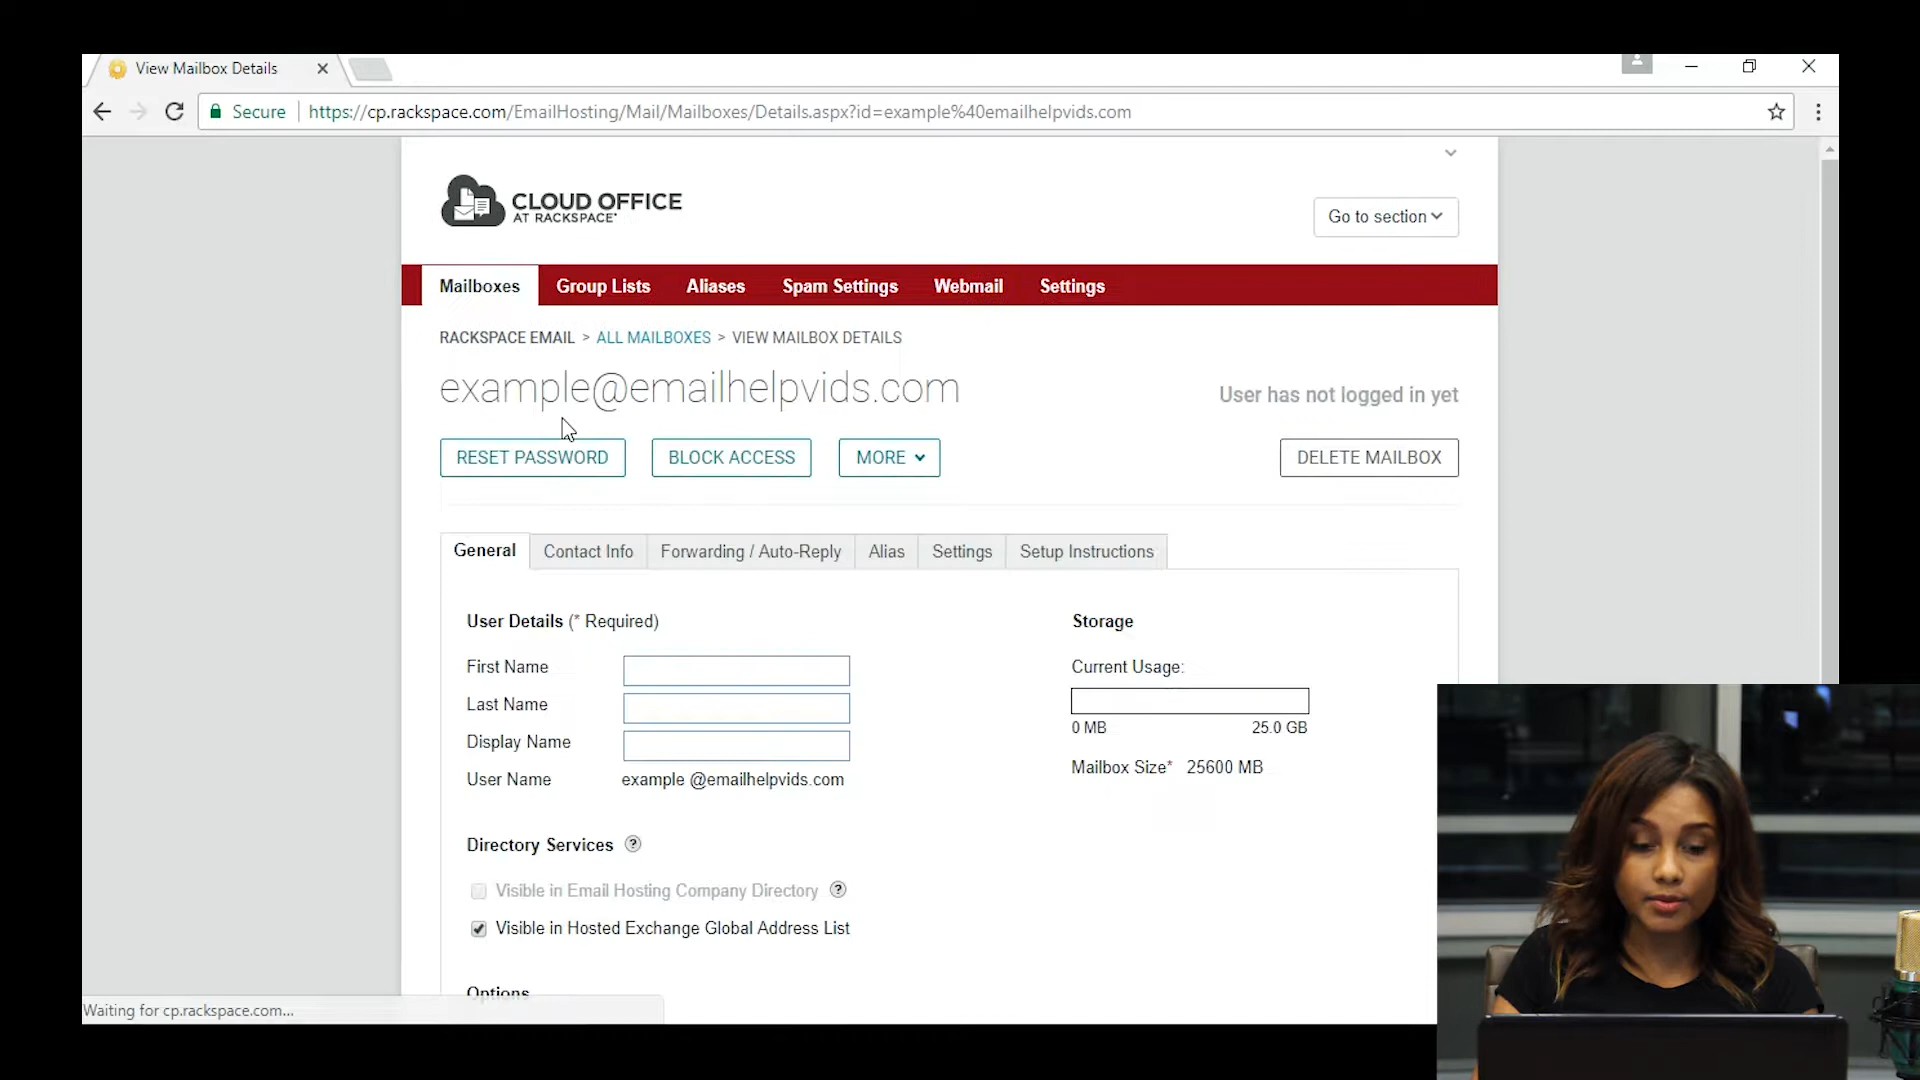 View Mailbox Details
Secure https://cp.rackspace.com/EmailHosting/Mail/Mailboxes/Details.aspx?id=example%40emailhelpvids.com
CLOUD OFFICE
AT RACKSPACE
Go to section
Mailboxes Group Lists Aliases Spam Settings Webmail Settings
RACKSPACE EMAIL > ALL MAILBOXES > VIEW MAILBOX DETAILS
example@emailhelpvids.com
User has not logged in yet
RESET PASSWORD BLOCK ACCESS MORE DELETE MAILBOX
General Contact Info Forwarding / Auto-Reply Alias Settings Setup Instructions
User Details (* Required)
First Name
Last Name
Display Name
User Name example @emailhelpvids.com
Storage
Current Usage:
0 MB 25.0 GB
Mailbox Size* 25600 MB
Directory Services ?
Visible in Email Hosting Company Directory ?
Visible in Hosted Exchange Global Address List
Options
Waiting for cp.rackspace.com...